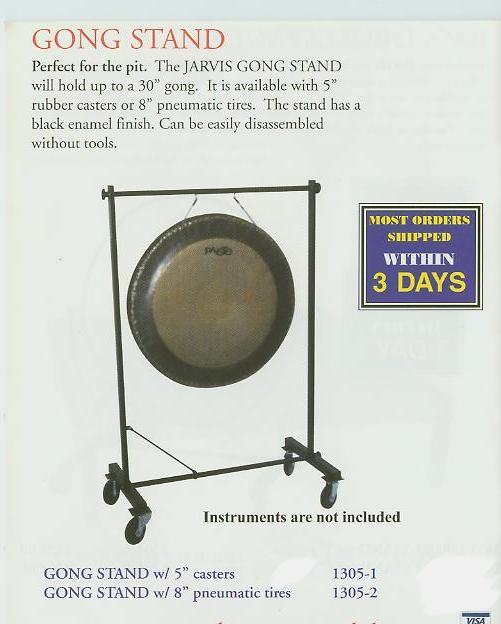 GONG STAND
Perfect for the pit. The JARVIS GONG STAND
will hold up to a 30" gong. It is available with 5"
rubber casters or 8" pneumatic tires. The stand has a
black enamel finish. Can be easily disassembled
without tools.
PAISTE
MOST ORDERS
SHIPPED
WITHIN
3 DAYS
Instruments are not included
GONG STAND w/ 5" casters 1305-1
GONG STAND w/ 8" pneumatic tires 1305-2
VISA